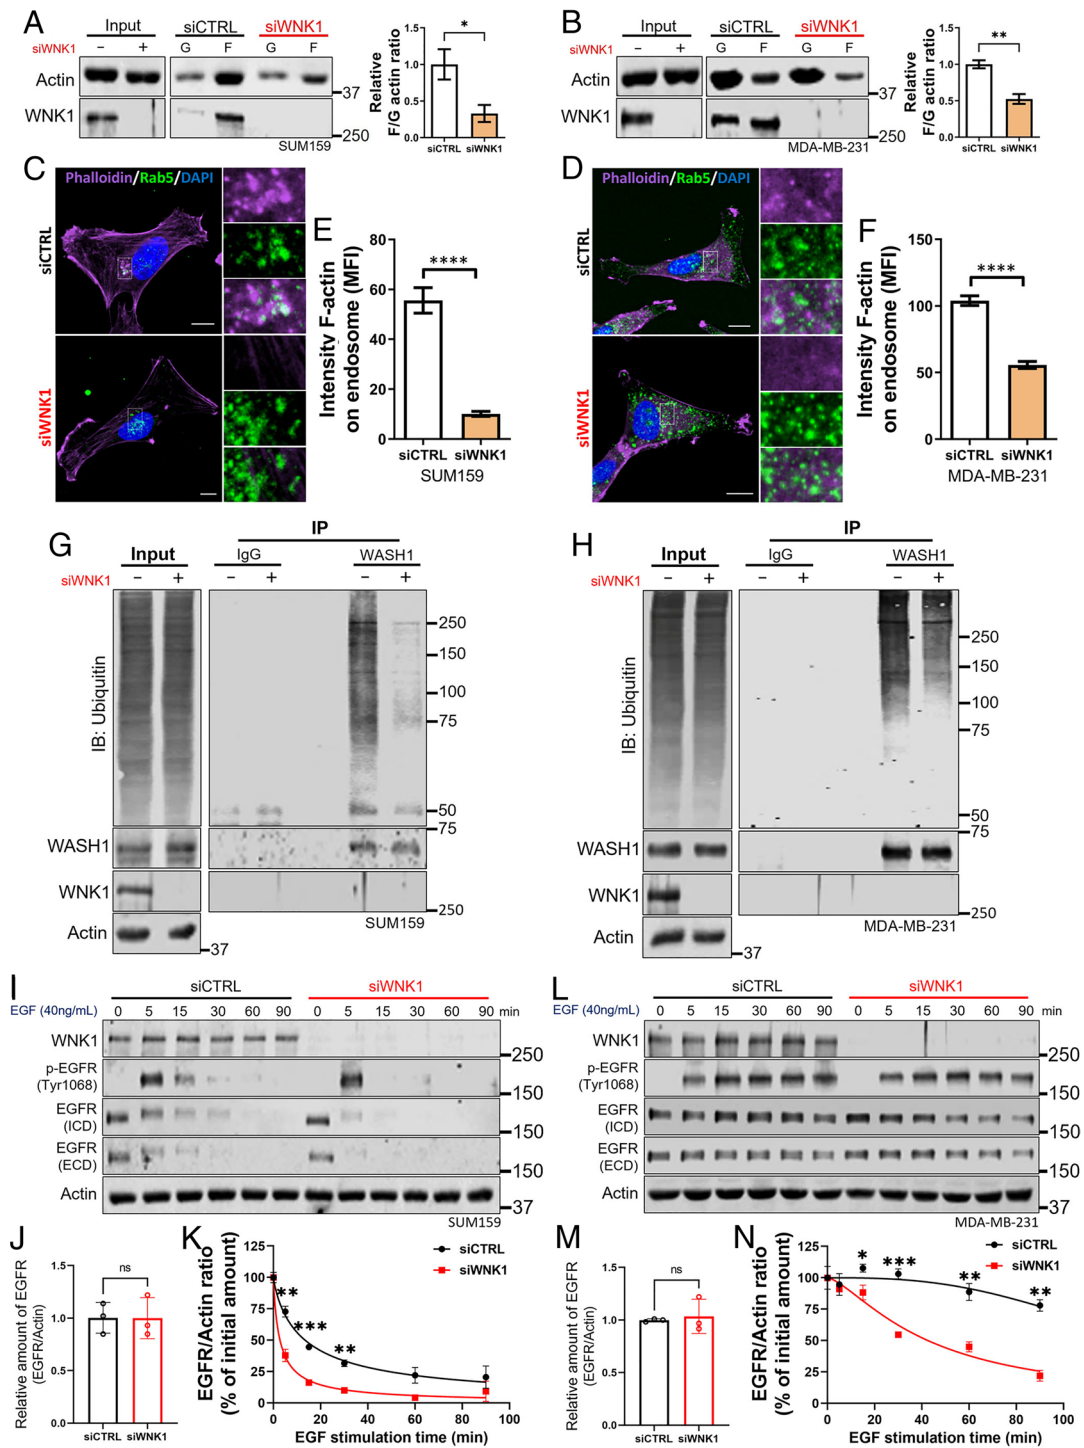 A
Input siCTRL siWNK1
siWNK1 – + G F G F
Actin
37
WNK1
250
SUM159
Relative F/G actin ratio
1.5
1.0
0.5
0.0
*
siCTRL siWNK1
B
Input siCTRL siWNK1
siWNK1 – + G F G F
Actin
37
WNK1
250
MDA-MB-231
Relative F/G actin ratio
1.5
1.0
0.5
0.0
**
siCTRL siWNK1
C
Phalloidin/Rab5/DAPI
siCTRL
siWNK1
E
Intensity F-actin on endosome (MFI)
80
60
40
20
0
****
siCTRL siWNK1
SUM159
D
Phalloidin/Rab5/DAPI
siCTRL
siWNK1
F
Intensity F-actin on endosome (MFI)
150
100
50
0
****
siCTRL siWNK1
MDA-MB-231
G
IP
Input IgG WASH1
siWNK1 – + – + – +
IB: Ubiquitin
250
150
100
75
50
75
WASH1
WNK1
250
SUM159
Actin
37
H
IP
Input IgG WASH1
siWNK1 – + – + – +
IB: Ubiquitin
250
150
100
75
50
75
WASH1
WNK1
250
MDA-MB-231
Actin
37
I
siCTRL siWNK1
EGF (40ng/mL) 0 5 15 30 60 90 0 5 15 30 60 90 min
WNK1
250
p-EGFR
(Tyr1068)
150
EGFR
(ICD)
150
EGFR
(ECD)
150
Actin
37
SUM159
L
siCTRL siWNK1
EGF (40ng/mL) 0 5 15 30 60 90 0 5 15 30 60 90 min
WNK1
250
p-EGFR
(Tyr1068)
150
EGFR
(ICD)
150
EGFR
(ECD)
150
Actin
37
MDA-MB-231
J
Relative amount of EGFR
(EGFR/Actin)
1.5
1.0
0.5
0.0
ns
siCTRL siWNK1
K
EGFR/Actin ratio
(% of initial amount)
125
100
75
50
25
0
**
***
**
siCTRL
siWNK1
0 20 40 60 80 100
EGF stimulation time (min)
M
Relative amount of EGFR
(EGFR/Actin)
1.5
1.0
0.5
0.0
ns
siCTRL siWNK1
N
EGFR/Actin ratio
(% of initial amount)
125
100
75
50
25
0
*
***
**
**
siCTRL
siWNK1
0 20 40 60 80 100
EGF stimulation time (min)